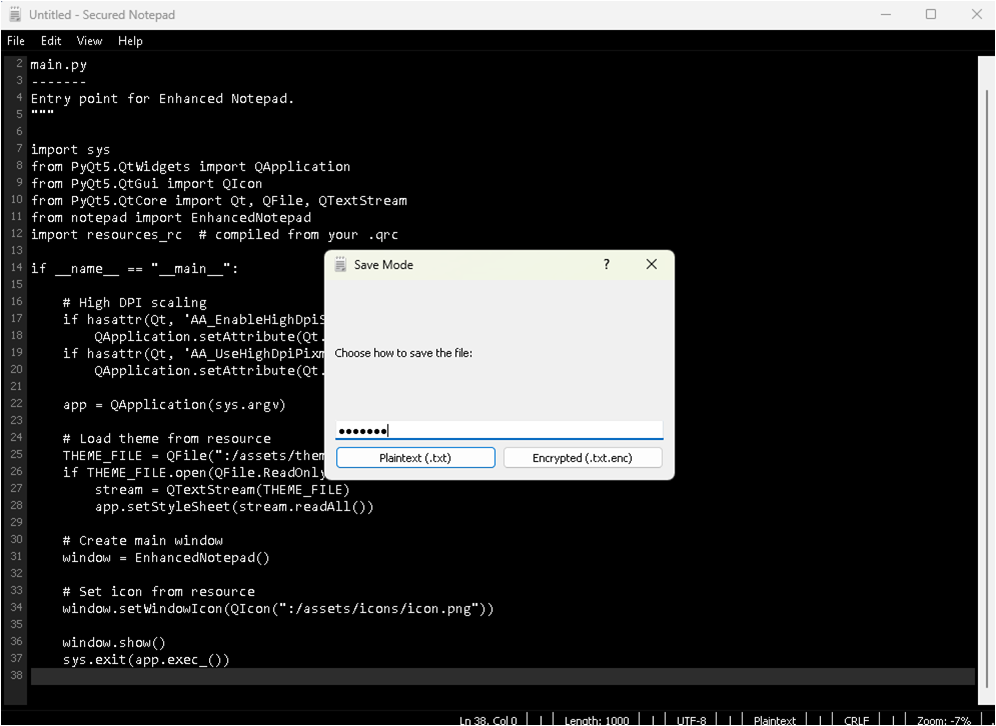 Untitled - Secured Notepad
File Edit View Help
2 main.py
3 -------
4 Entry point for Enhanced Notepad.
5 """
6
7 import sys
8 from PyQt5.QtWidgets import QApplication
9 from PyQt5.QtGui import QIcon
10 from PyQt5.QtCore import Qt, QFile, QTextStream
11 from notepad import EnhancedNotepad
12 import resources_rc  # compiled from your .qrc
13
14 if __name__ == "__main__":
15
16     # High DPI scaling
17     if hasattr(Qt, 'AA_EnableHighDpiS
18         QApplication.setAttribute(Qt.
19     if hasattr(Qt, 'AA_UseHighDpiPixm
20         QApplication.setAttribute(Qt.
21
22     app = QApplication(sys.argv)
23
24     # Load theme from resource
25     THEME_FILE = QFile(":/assets/them
26     if THEME_FILE.open(QFile.ReadOnly
27         stream = QTextStream(THEME_FILE)
28         app.setStyleSheet(stream.readAll())
29
30     # Create main window
31     window = EnhancedNotepad()
32
33     # Set icon from resource
34     window.setWindowIcon(QIcon(":/assets/icons/icon.png"))
35
36     window.show()
37     sys.exit(app.exec_())
38
Save Mode ?
Choose how to save the file:
●●●●●●●
Plaintext (.txt) Encrypted (.txt.enc)
Ln 38, Col 0 | Length: 1000 | UTF-8 | Plaintext | CRLF | Zoom: -7%